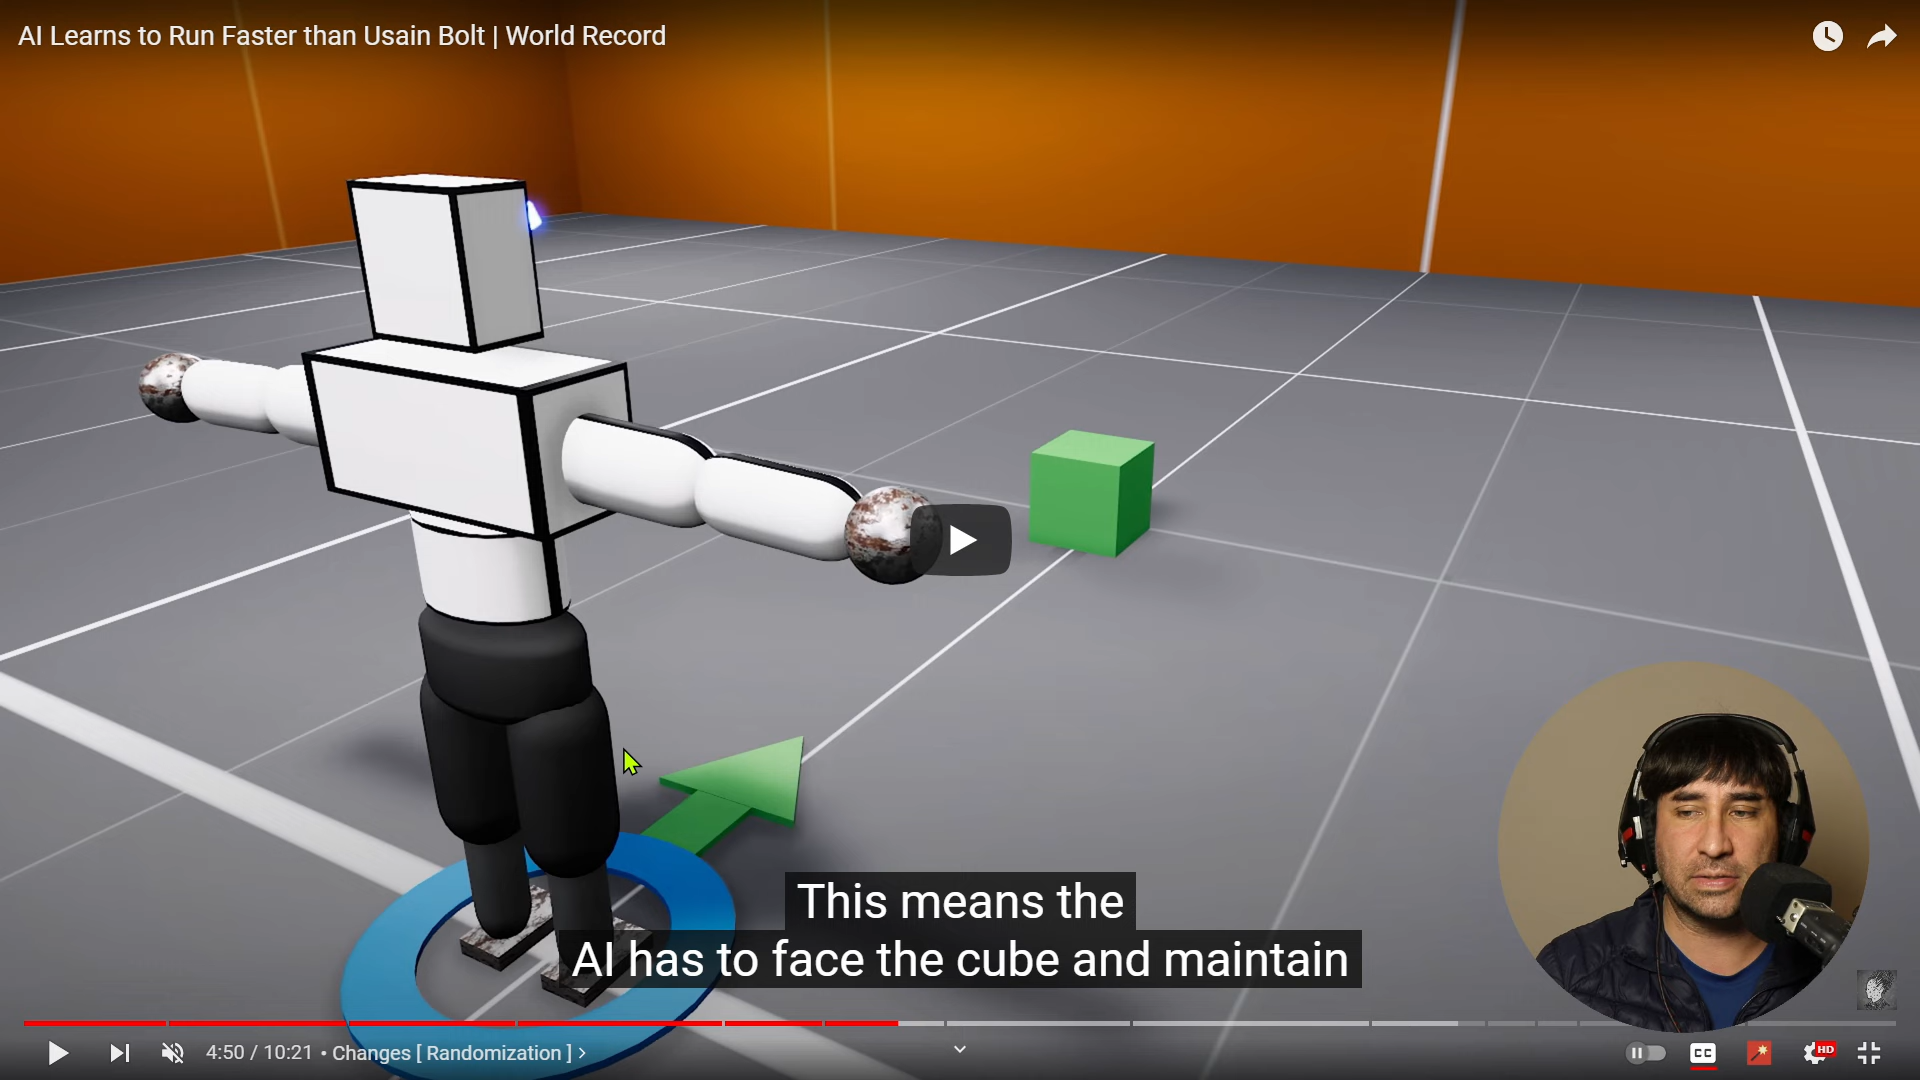 AI Learns to Run Faster than Usain Bolt | World Record
This means the
AI has to face the cube and maintain
4:50 / 10:21 • Changes [ Randomization ] ›
CC
HD